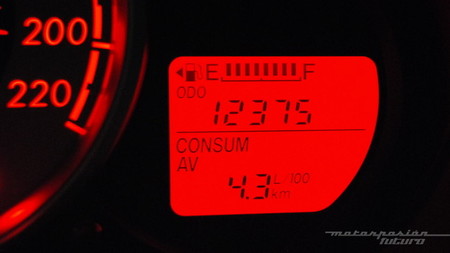 200
220
E F
ODO
12375
CONSUM
AV
4.3 L/100
km
motorpasión
futuro